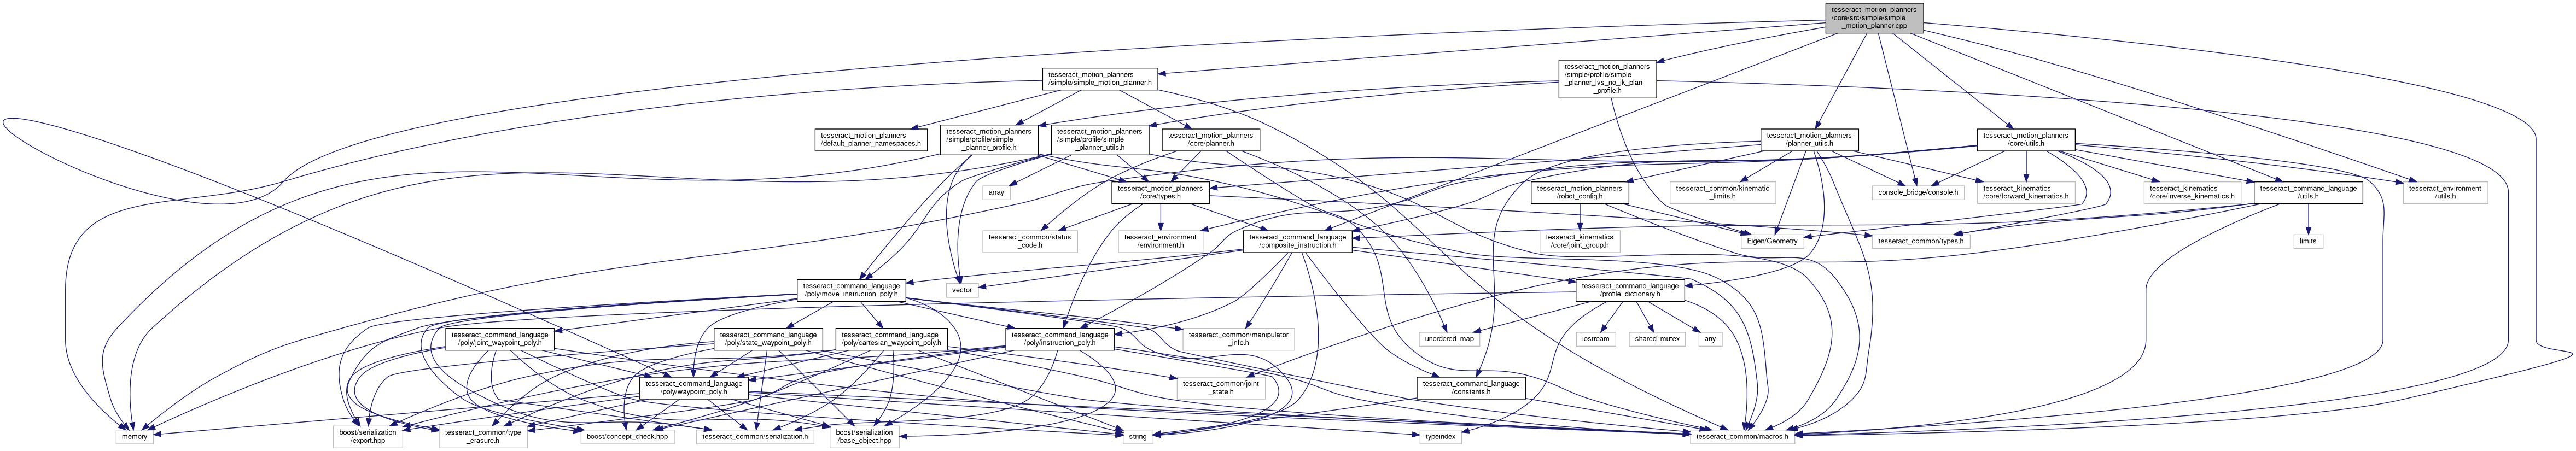 tesseract_motion_planners
/core/src/simple/simple
_motion_planner.cpp
tesseract_motion_planners
/simple/simple_motion_planner.h
tesseract_motion_planners
/simple/profile/simple
_planner_lvs_no_ik_plan
_profile.h
tesseract_motion_planners
/default_planner_namespaces.h
tesseract_motion_planners
/simple/profile/simple
_planner_profile.h
tesseract_motion_planners
/simple/profile/simple
_planner_utils.h
tesseract_motion_planners
/core/planner.h
tesseract_motion_planners
/planner_utils.h
tesseract_motion_planners
/core/utils.h
array
tesseract_motion_planners
/core/types.h
tesseract_motion_planners
/robot_config.h
tesseract_common/kinematic
_limits.h
console_bridge/console.h
tesseract_kinematics
/core/forward_kinematics.h
tesseract_kinematics
/core/inverse_kinematics.h
tesseract_command_language
/utils.h
tesseract_environment
/utils.h
tesseract_common/status
_code.h
tesseract_environment
/environment.h
tesseract_command_language
/composite_instruction.h
tesseract_kinematics
/core/joint_group.h
Eigen/Geometry
tesseract_common/types.h
limits
tesseract_command_language
/poly/move_instruction_poly.h
vector
tesseract_command_language
/profile_dictionary.h
tesseract_command_language
/poly/joint_waypoint_poly.h
tesseract_command_language
/poly/state_waypoint_poly.h
tesseract_command_language
/poly/cartesian_waypoint_poly.h
tesseract_command_language
/poly/instruction_poly.h
tesseract_common/manipulator
_info.h
unordered_map
iostream
shared_mutex
any
tesseract_command_language
/poly/waypoint_poly.h
tesseract_common/joint
_state.h
tesseract_command_language
/constants.h
memory
boost/serialization
/export.hpp
tesseract_common/type
_erasure.h
boost/concept_check.hpp
tesseract_common/serialization.h
boost/serialization
/base_object.hpp
string
typeindex
tesseract_common/macros.h